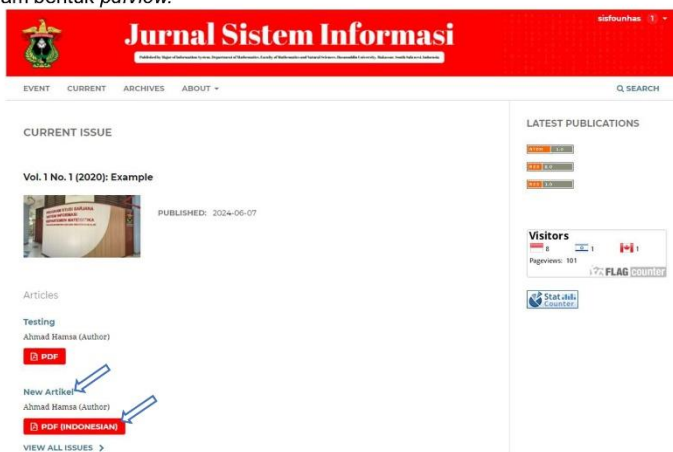 am bentuk pdfview.
Jurnal Sistem Informasi
sisfounhas 1
EVENT CURRENT ARCHIVES ABOUT
SEARCH
CURRENT ISSUE
Vol. 1 No. 1 (2020): Example
PUBLISHED: 2024-06-07
Articles
Testing
Ahmad Hamsa (Author)
PDF
New Artikel
Ahmad Hamsa (Author)
PDF (INDONESIAN)
VIEW ALL ISSUES
LATEST PUBLICATIONS
Visitors
8 1 1
Pageviews: 101
FLAG counter
Stat
Counter